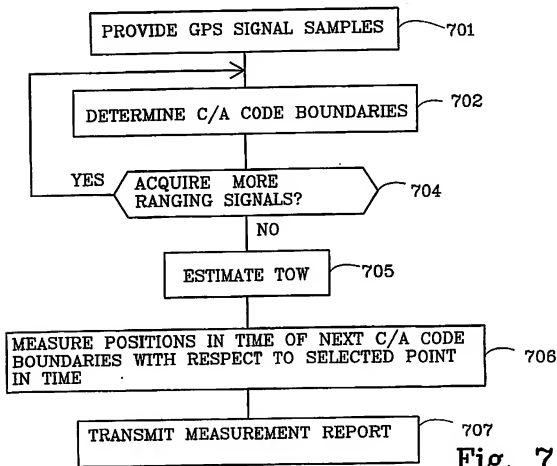 PROVIDE GPS SIGNAL SAMPLES
701
DETERMINE C/A CODE BOUNDARIES
702
YES
ACQUIRE MORE
RANGING SIGNALS?
704
NO
ESTIMATE TOW
705
MEASURE POSITIONS IN TIME OF NEXT C/A CODE
BOUNDARIES WITH RESPECT TO SELECTED POINT
IN TIME
706
TRANSMIT MEASUREMENT REPORT
707
Fig. 7